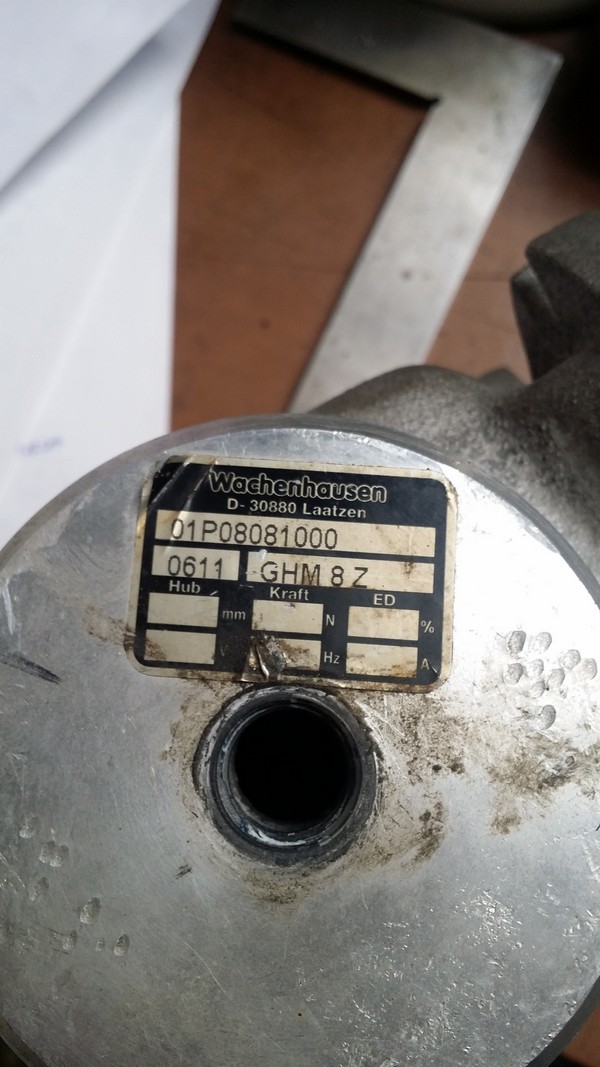 Wachenhausen
D- 30880 Laatzen
01P08081000
0611 GHM 8 Z
Hub Kraft ED
mm N %
Hz A